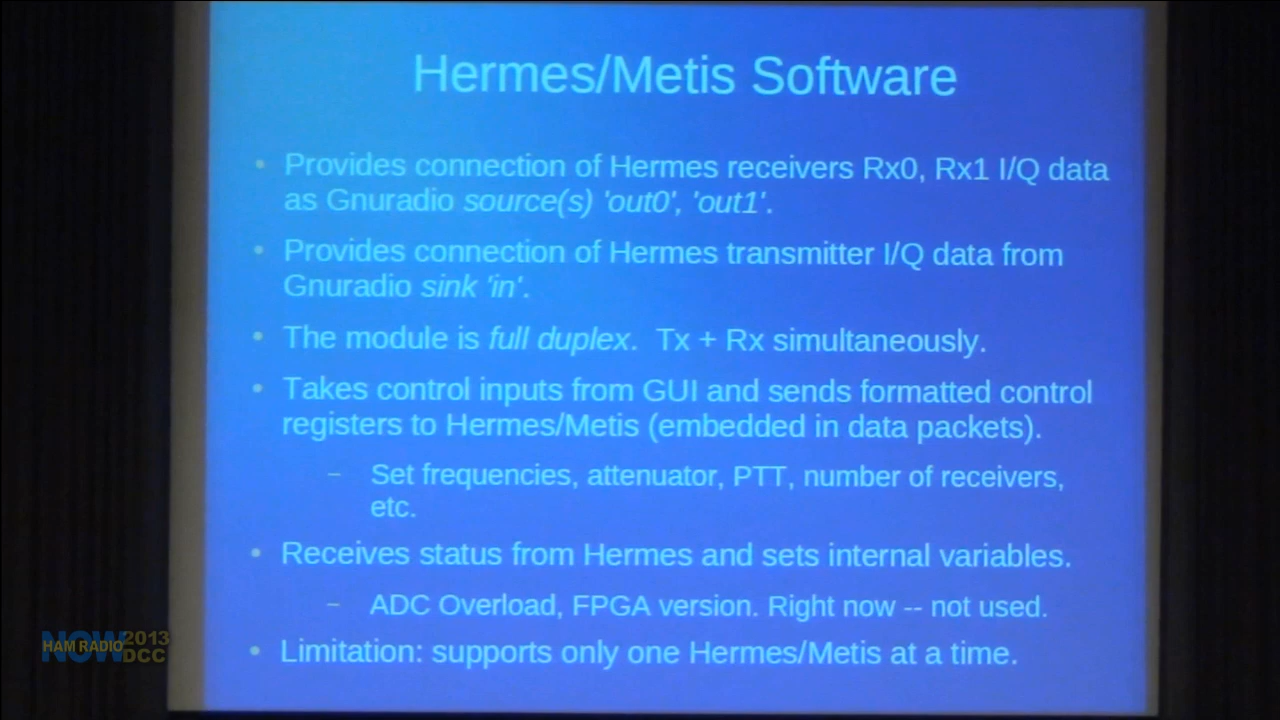 Hermes/Metis Software
• Provides connection of Hermes receivers Rx0, Rx1 I/Q data
as Gnuradio source(s) 'out0', 'out1'.
• Provides connection of Hermes transmitter I/Q data from
Gnuradio sink 'in'.
• The module is full duplex.  Tx + Rx simultaneously.
• Takes control inputs from GUI and sends formatted control
registers to Hermes/Metis (embedded in data packets).
– Set frequencies, attenuator, PTT, number of receivers,
etc.
• Receives status from Hermes and sets internal variables.
– ADC Overload, FPGA version. Right now -- not used.
• Limitation: supports only one Hermes/Metis at a time.
HAM RADIO NOW 2013
DCC